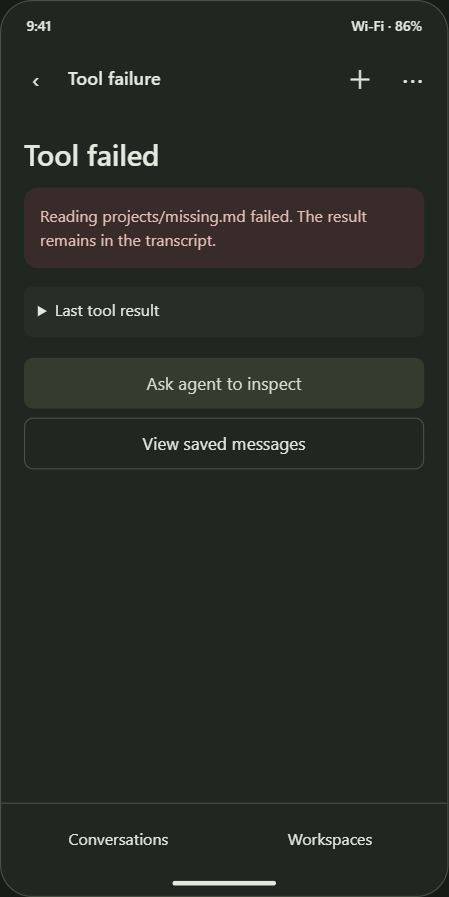 9:41
Wi-Fi · 86%
‹ Tool failure + ...
Tool failed
Reading projects/missing.md failed. The result
remains in the transcript.
▶ Last tool result
Ask agent to inspect
View saved messages
Conversations
Workspaces